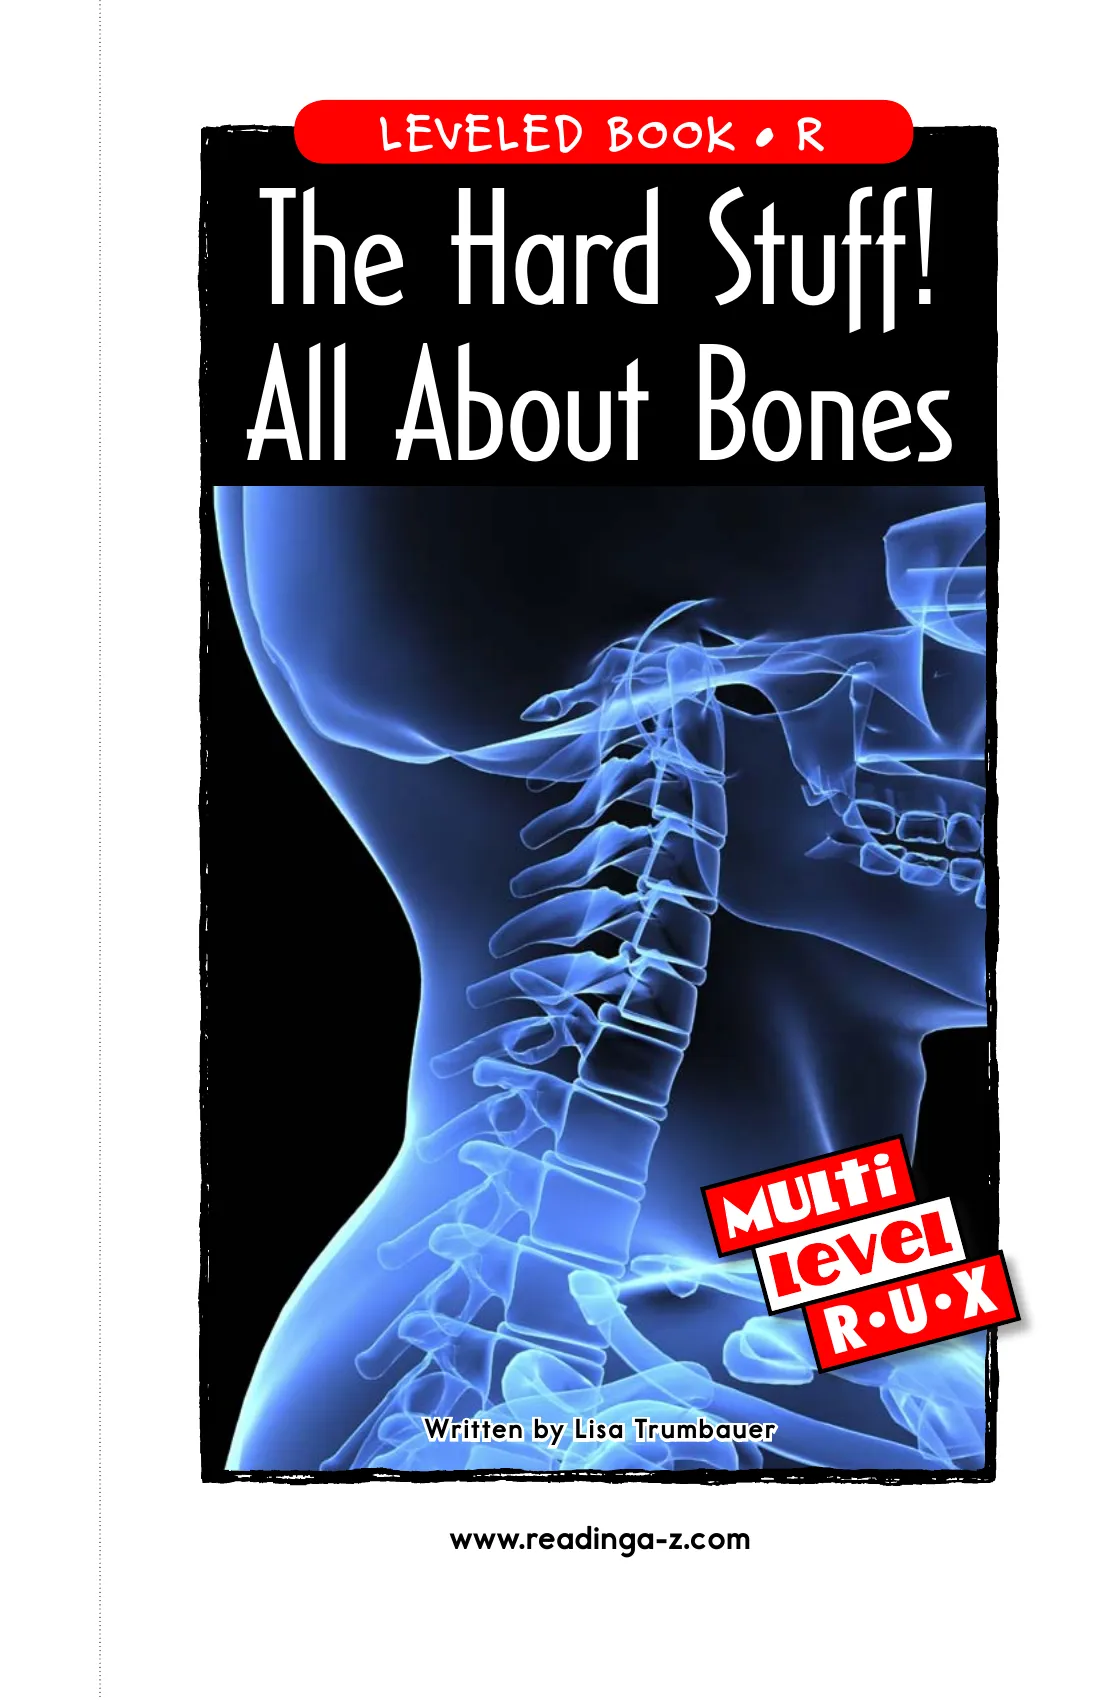 LEVELED BOOK • R
The Hard Stuff!
All About Bones
Multi
level
R•U•X
Written by Lisa Trumbauer
www.readinga-z.com